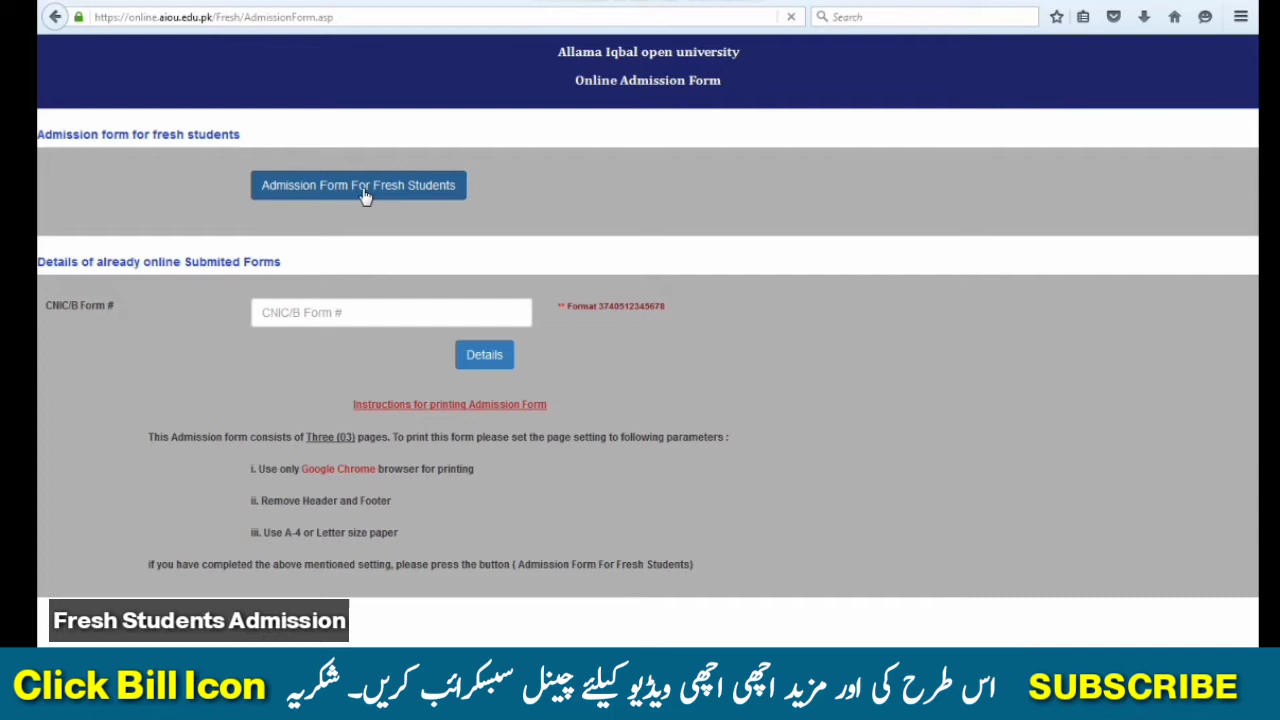 https://online.aiou.edu.pk/Fresh/AdmissionForm.asp
Search
Allama Iqbal open university
Online Admission Form
Admission form for fresh students
Admission Form For Fresh Students
Details of already online Submited Forms
CNIC/B Form #
CNIC/B Form #
** Format 3740512345678
Details
Instructions for printing Admission Form
This Admission form consists of Three (03) pages. To print this form please set the page setting to following parameters :
i. Use only Google Chrome browser for printing
ii. Remove Header and Footer
iii. Use A-4 or Letter size paper
if you have completed the above mentioned setting, please press the button ( Admission Form For Fresh Students)
Fresh Students Admission
Click Bill Icon
اس طرح کی اور مزید اچھی اچھی ویڈیو کیلئے چینل سبسکرائب کریں۔ شکریہ
SUBSCRIBE